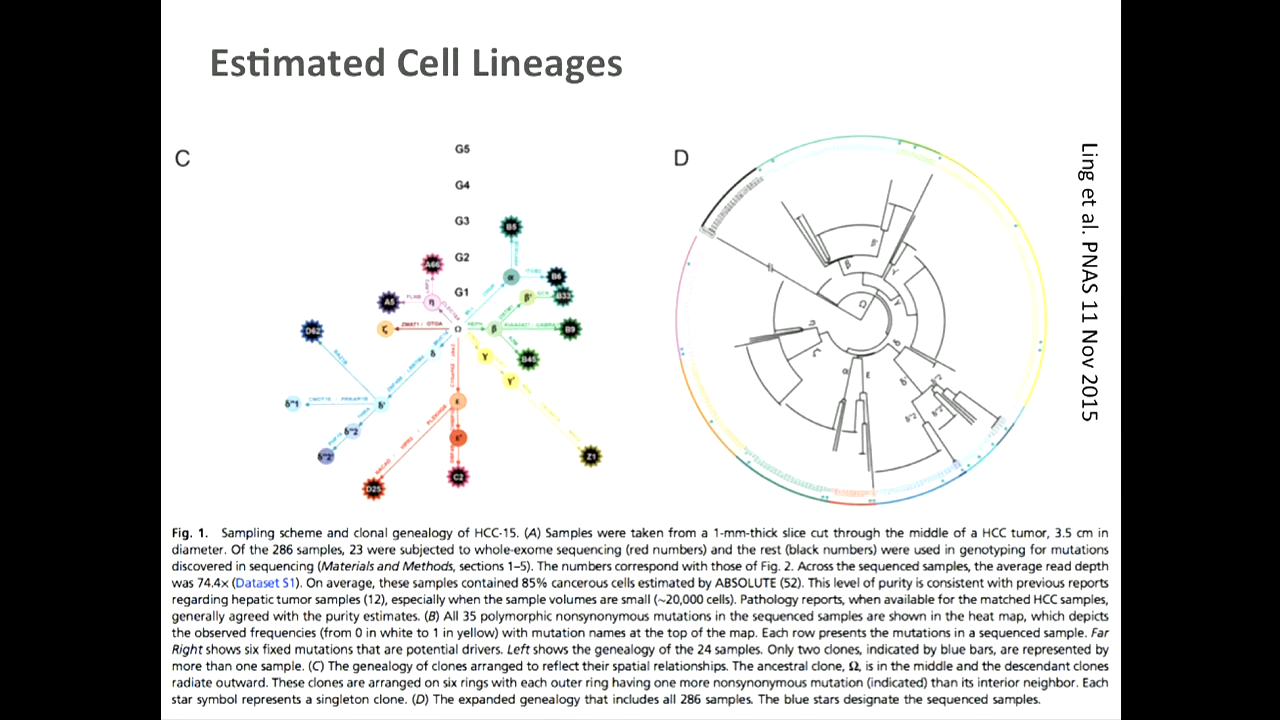 Estimated Cell Lineages
C
G5
G4
G3
G2
G1
B5
α
B6
A66
η
A5
β'
B33
ζ
Ω
β
B9
B45
D62
δ
γ
γ'
δ'
ε
ε'
Z1
D25
C2
D
Ling et al. PNAS 11 Nov 2015
Fig. 1. Sampling scheme and clonal genealogy of HCC-15. (A) Samples were taken from a 1-mm-thick slice cut through the middle of a HCC tumor, 3.5 cm in
diameter. Of the 286 samples, 23 were subjected to whole-exome sequencing (red numbers) and the rest (black numbers) were used in genotyping for mutations
discovered in sequencing (Materials and Methods, sections 1–5). The numbers correspond with those of Fig. 2. Across the sequenced samples, the average read depth
was 74.4x (Dataset S1). On average, these samples contained 85% cancerous cells estimated by ABSOLUTE (52). This level of purity is consistent with previous reports
regarding hepatic tumor samples (12), especially when the sample volumes are small (~20,000 cells). Pathology reports, when available for the matched HCC samples,
generally agreed with the purity estimates. (B) All 35 polymorphic nonsynonymous mutations in the sequenced samples are shown in the heat map, which depicts
the observed frequencies (from 0 in white to 1 in yellow) with mutation names at the top of the map. Each row presents the mutations in a sequenced sample. Far
Right shows six fixed mutations that are potential drivers. Left shows the genealogy of the 24 samples. Only two clones, indicated by blue bars, are represented by
more than one sample. (C) The genealogy of clones arranged to reflect their spatial relationships. The ancestral clone, Ω, is in the middle and the descendant clones
radiate outward. These clones are arranged on six rings with each outer ring having one more nonsynonymous mutation (indicated) than its interior neighbor. Each
star symbol represents a singleton clone. (D) The expanded genealogy that includes all 286 samples. The blue stars designate the sequenced samples.